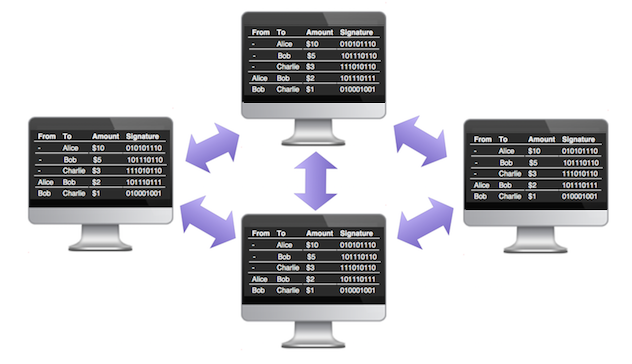 From To Amount Signature
- Alice $10 010101110
- Bob $5 101110110
- Charlie $3 111010110
Alice Bob $2 101110111
Bob Charlie $1 010001001
From To Amount Signature
- Alice $10 010101110
- Bob $5 101110110
- Charlie $3 111010110
Alice Bob $2 101110111
Bob Charlie $1 010001001
From To Amount Signature
- Alice $10 010101110
- Bob $5 101110110
- Charlie $3 111010110
Alice Bob $2 101110111
Bob Charlie $1 010001001
From To Amount Signature
- Alice $10 010101110
- Bob $5 101110110
- Charlie $3 111010110
Alice Bob $2 101110111
Bob Charlie $1 010001001